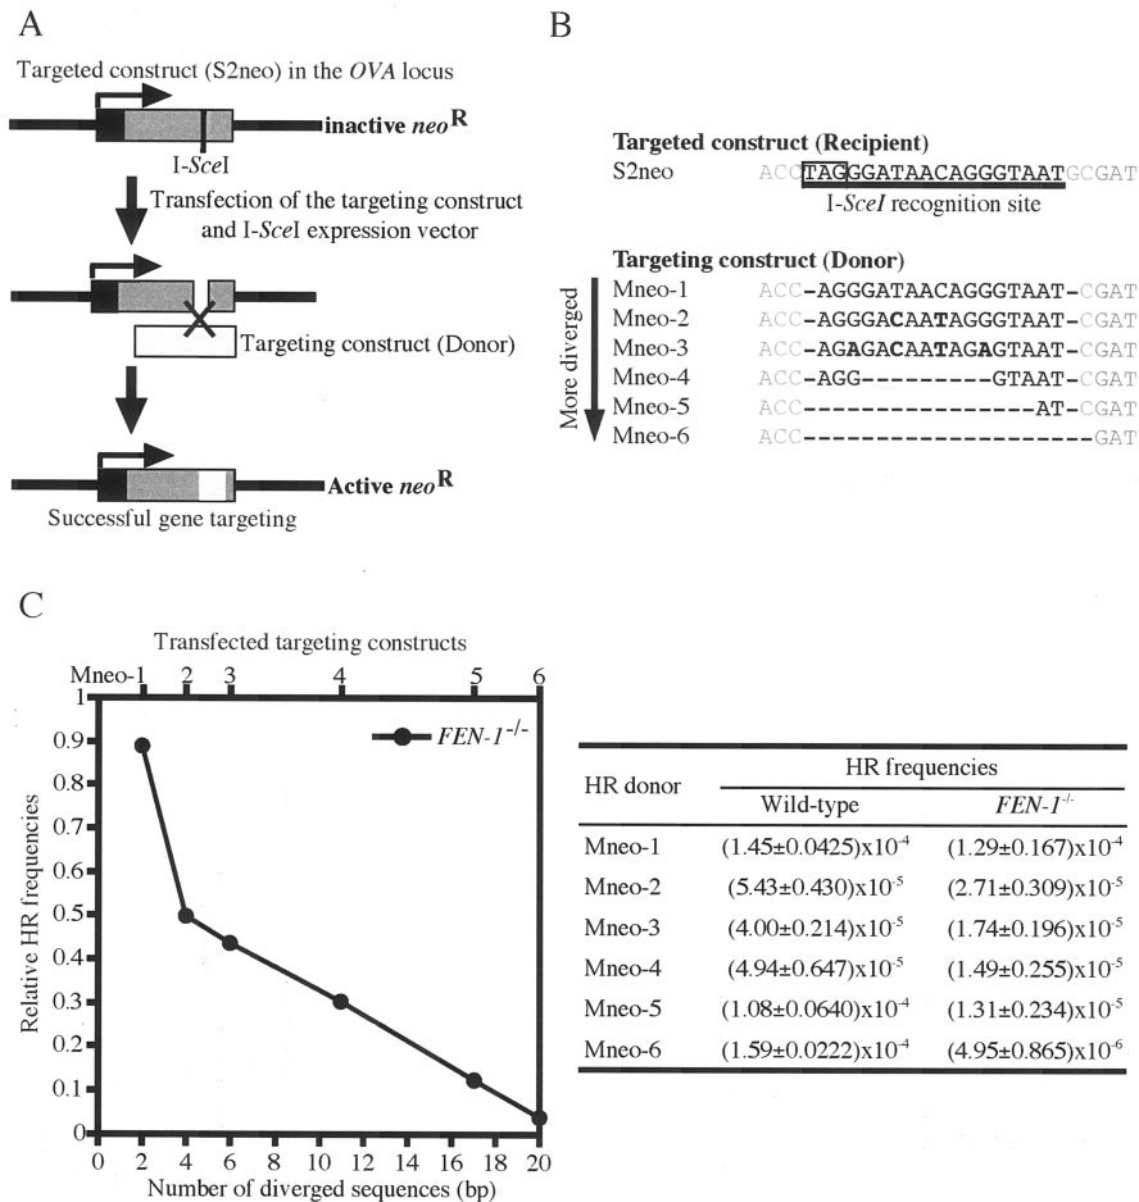 A
Targeted construct (S2neo) in the OVA locus
inactive neoR
I-SceI
Transfection of the targeting construct
and I-SceI expression vector
Targeting construct (Donor)
Active neoR
Successful gene targeting
B
Targeted construct (Recipient)
S2neo ACCTAGGGATAACAGGGTAATGCGAT
I-SceI recognition site
Targeting construct (Donor)
More diverged
Mneo-1 ACC-AGGGATAACAGGGTAAT-CGAT
Mneo-2 ACC-AGGGACAATAGGGTAAT-CGAT
Mneo-3 ACC-AGAGACAATAGAGTAAT-CGAT
Mneo-4 ACC-AGG---------GTAAT-CGAT
Mneo-5 ACC----------------AT-CGAT
Mneo-6 ACC--------------------GAT
C
Transfected targeting constructs
Mneo-1 2 3 4 5 6
Relative HR frequencies
1
0.9
0.8
0.7
0.6
0.5
0.4
0.3
0.2
0.1
0
FEN-1-/-
0 2 4 6 8 10 12 14 16 18 20
Number of diverged sequences (bp)
HR donor
HR frequencies
Wild-type FEN-1-/-
Mneo-1 (1.45±0.0425)x10-4 (1.29±0.167)x10-4
Mneo-2 (5.43±0.430)x10-5 (2.71±0.309)x10-5
Mneo-3 (4.00±0.214)x10-5 (1.74±0.196)x10-5
Mneo-4 (4.94±0.647)x10-5 (1.49±0.255)x10-5
Mneo-5 (1.08±0.0640)x10-4 (1.31±0.234)x10-5
Mneo-6 (1.59±0.0222)x10-4 (4.95±0.865)x10-6